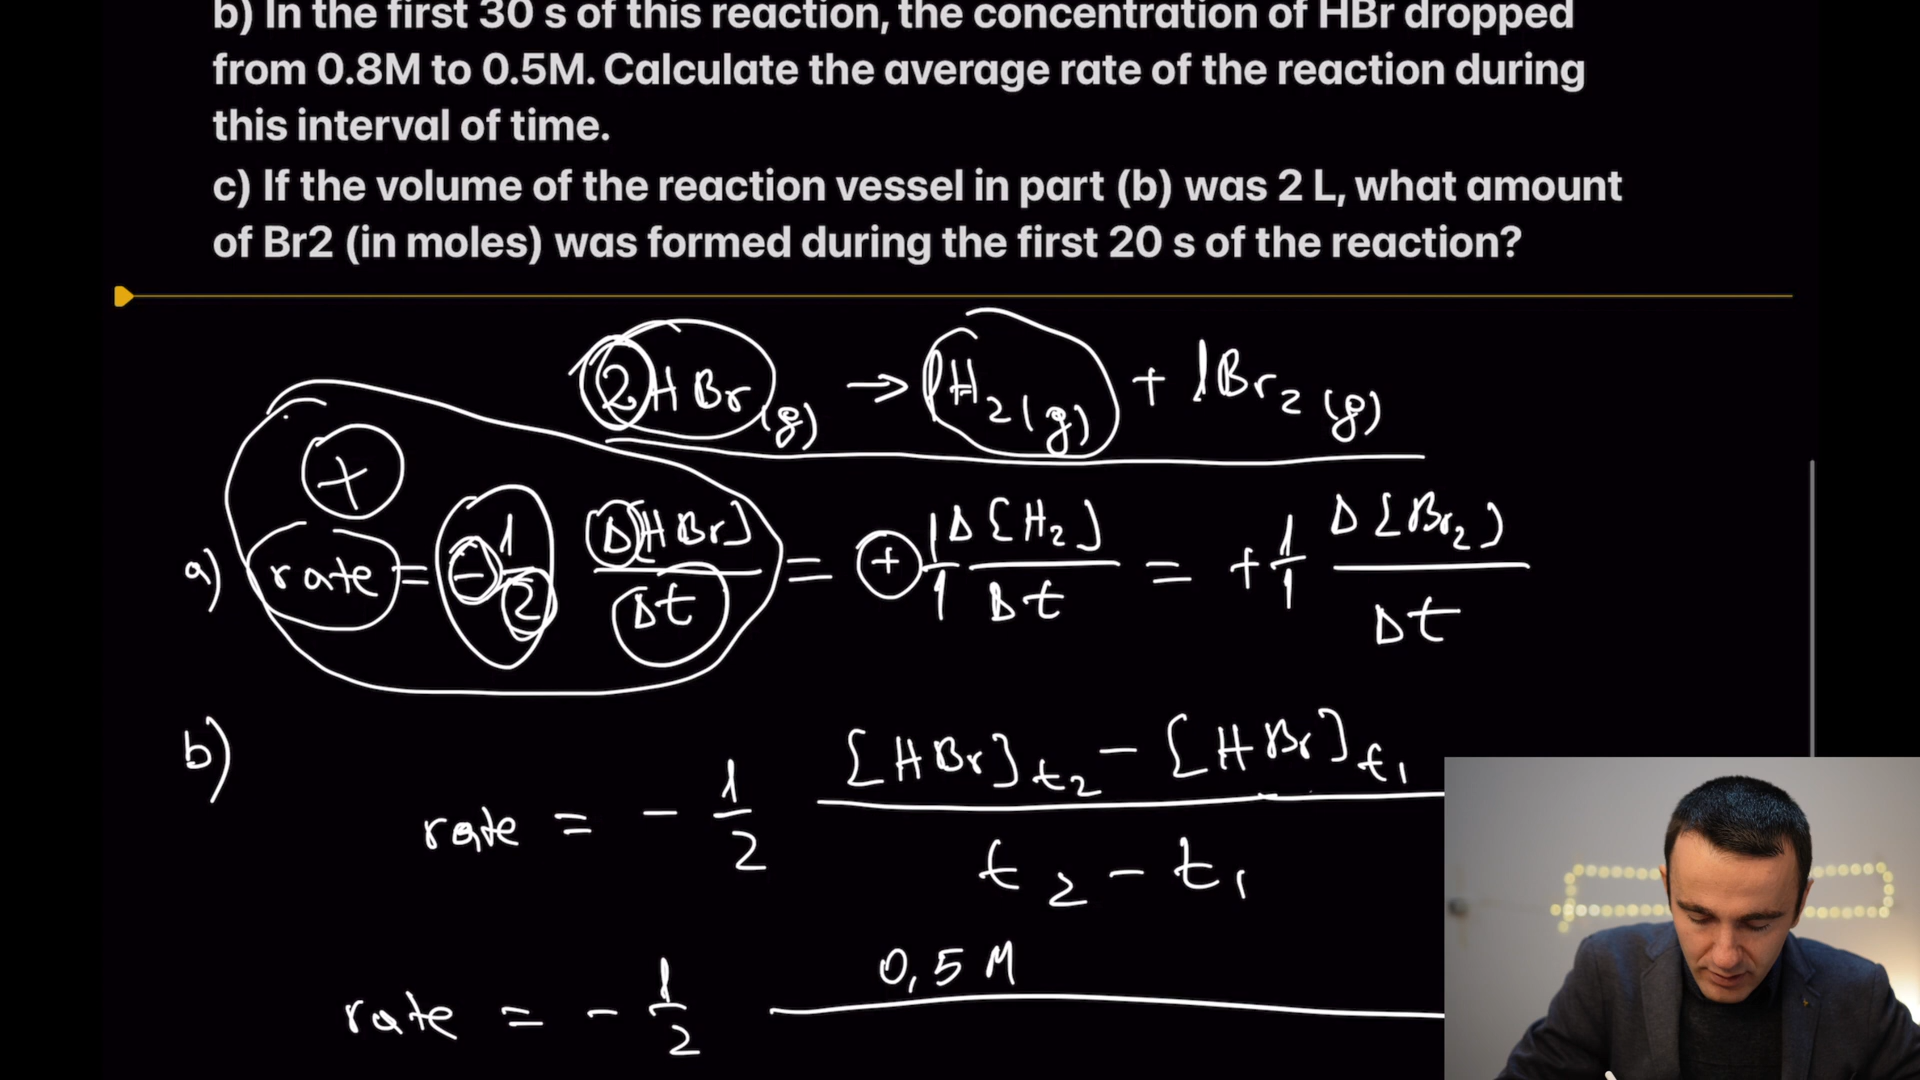 b) In the first 30 s of this reaction, the concentration of HBr dropped
from 0.8M to 0.5M. Calculate the average rate of the reaction during
this interval of time.
c) If the volume of the reaction vessel in part (b) was 2 L, what amount
of Br2 (in moles) was formed during the first 20 s of the reaction?
2HBr(g) → 1H2(g) + 1Br2(g)
+
a) rate = - 1/2 Δ[HBr]/Δt = + 1/1 Δ[H2]/Δt = + 1/1 Δ[Br2]/Δt
b)
rate = - 1/2 [HBr]t2 - [HBr]t1 / t2 - t1
rate = - 1/2 0,5 M